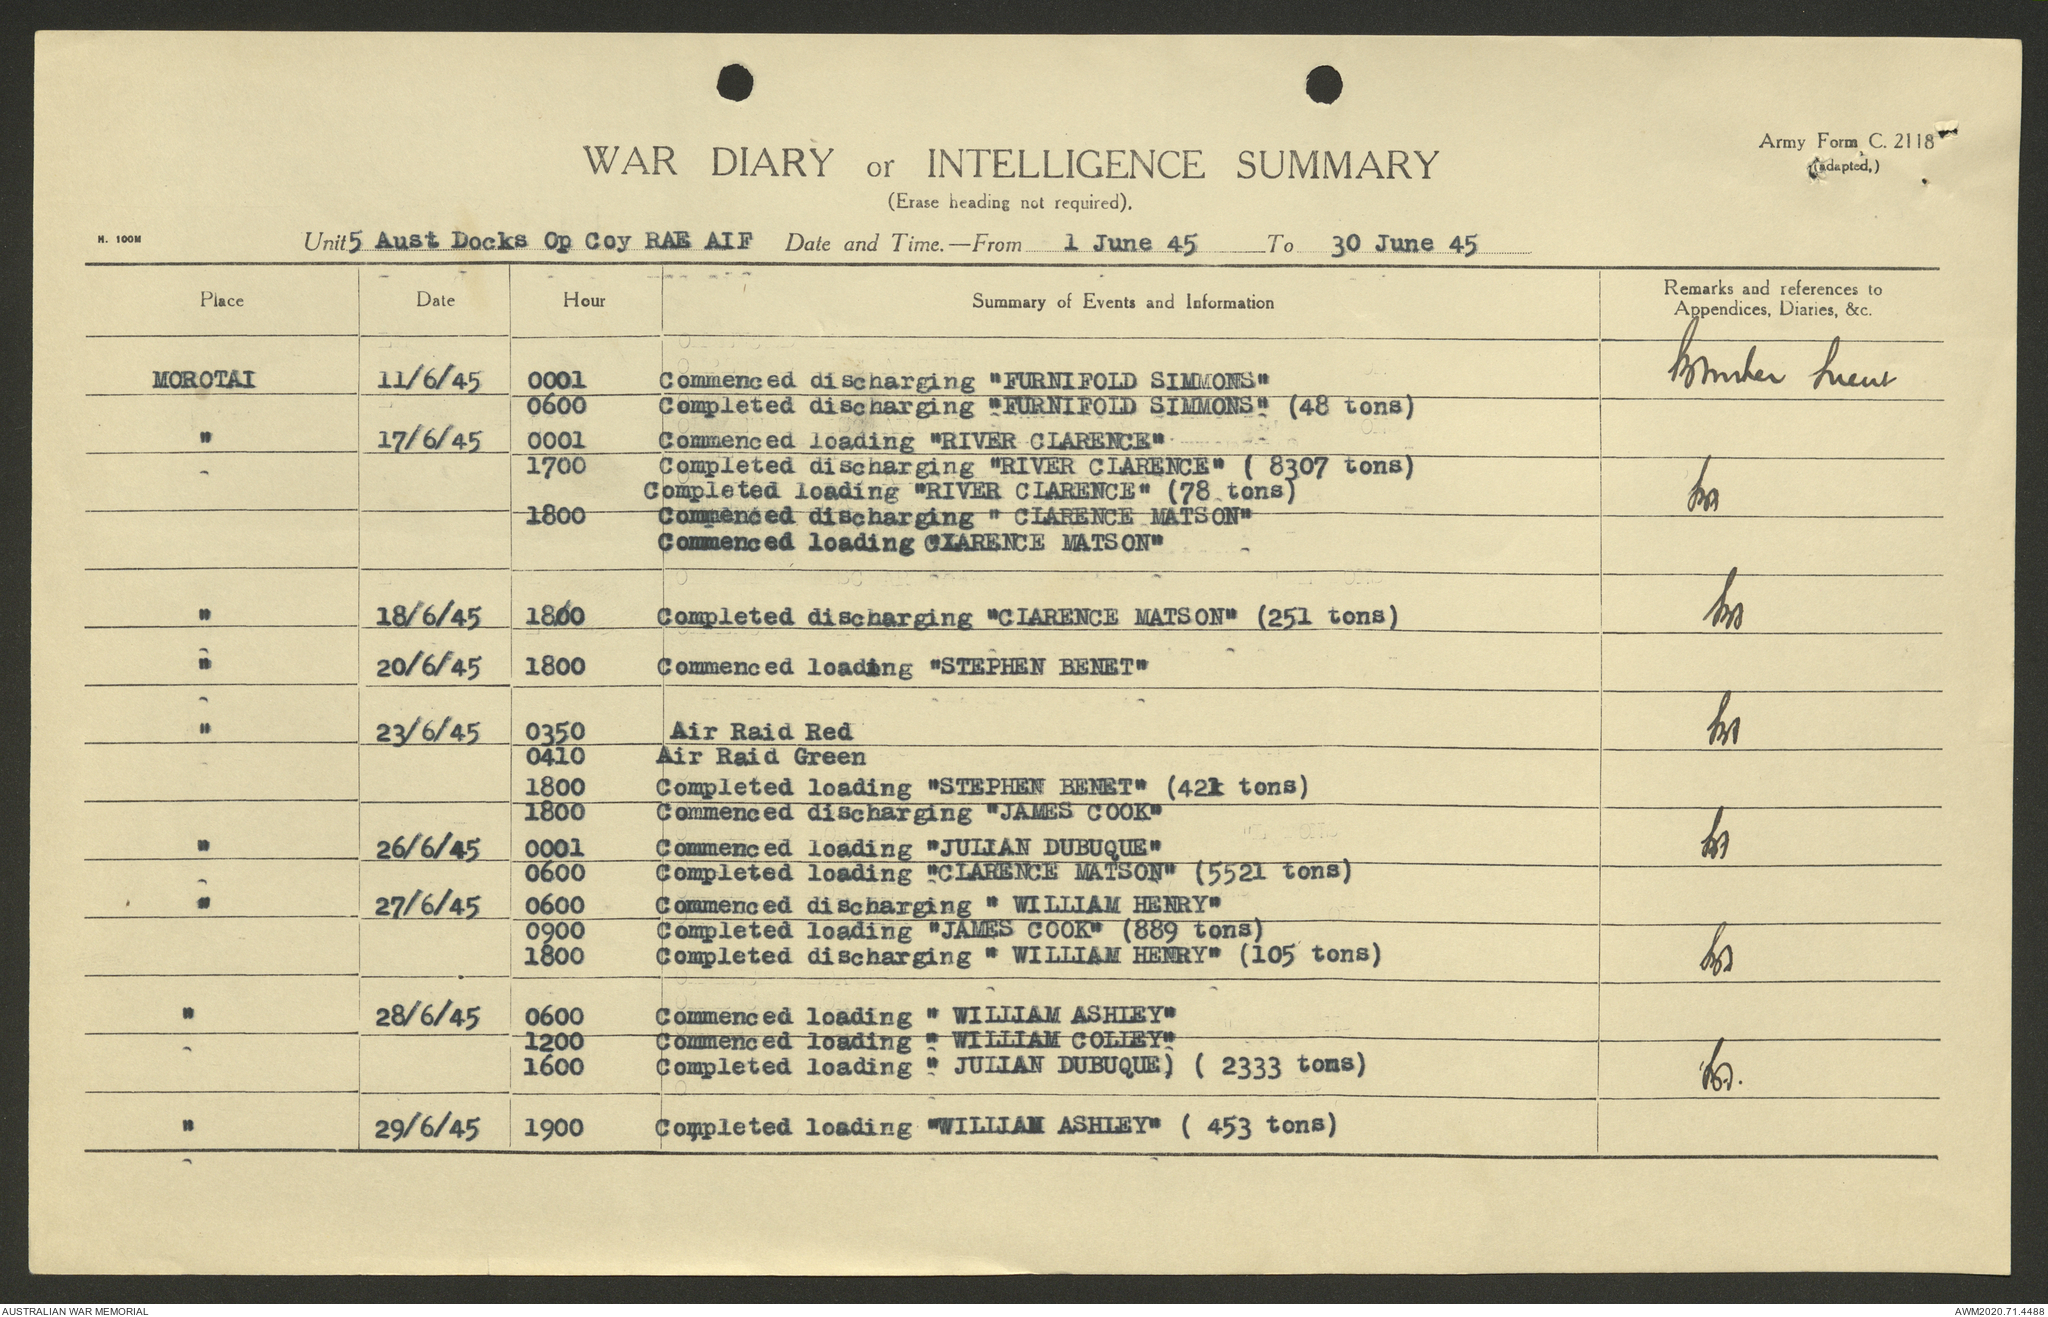 Army Form C. 2118
(adapted.)
WAR DIARY or INTELLIGENCE SUMMARY
(Erase heading not required).
H. 100M
Unit 5 Aust Docks Op Coy RAE AIF Date and Time.—From 1 June 45 To 30 June 45
Place Date Hour Summary of Events and Information Remarks and references to Appendices, Diaries, &c.
MOROTAI 11/6/45 0001 Commenced discharging "FURNIFOLD SIMMONS"
0600 Completed discharging "FURNIFOLD SIMMONS" (48 tons)
" 17/6/45 0001 Commenced loading "RIVER CLARENCE"
1700 Completed discharging "RIVER CLARENCE" ( 8307 tons)
Completed loading "RIVER CLARENCE" (78 tons)
1800 Commenced discharging " CLARENCE MATSON"
Commenced loading CLARENCE MATSON"
" 18/6/45 1800 Completed discharging "CLARENCE MATSON" (251 tons)
" 20/6/45 1800 Commenced loading "STEPHEN BENET"
" 23/6/45 0350 Air Raid Red
0410 Air Raid Green
1800 Completed loading "STEPHEN BENET" (421 tons)
1800 Commenced discharging "JAMES COOK"
" 26/6/45 0001 Commenced loading "JULIAN DUBUQUE"
0600 Completed loading "CLARENCE MATSON" (5521 tons)
" 27/6/45 0600 Commenced discharging " WILLIAM HENRY"
0900 Completed loading "JAMES COOK" (889 tons)
1800 Completed discharging " WILLIAM HENRY" (105 tons)
" 28/6/45 0600 Commenced loading " WILLIAM ASHLEY"
1200 Commenced loading " WILLIAM COLLEY"
1600 Completed loading " JULIAN DUBUQUE) ( 2333 tons)
" 29/6/45 1900 Completed loading "WILLIAM ASHLEY" ( 453 tons)
AUSTRALIAN WAR MEMORIAL
AWM2020.71.4488